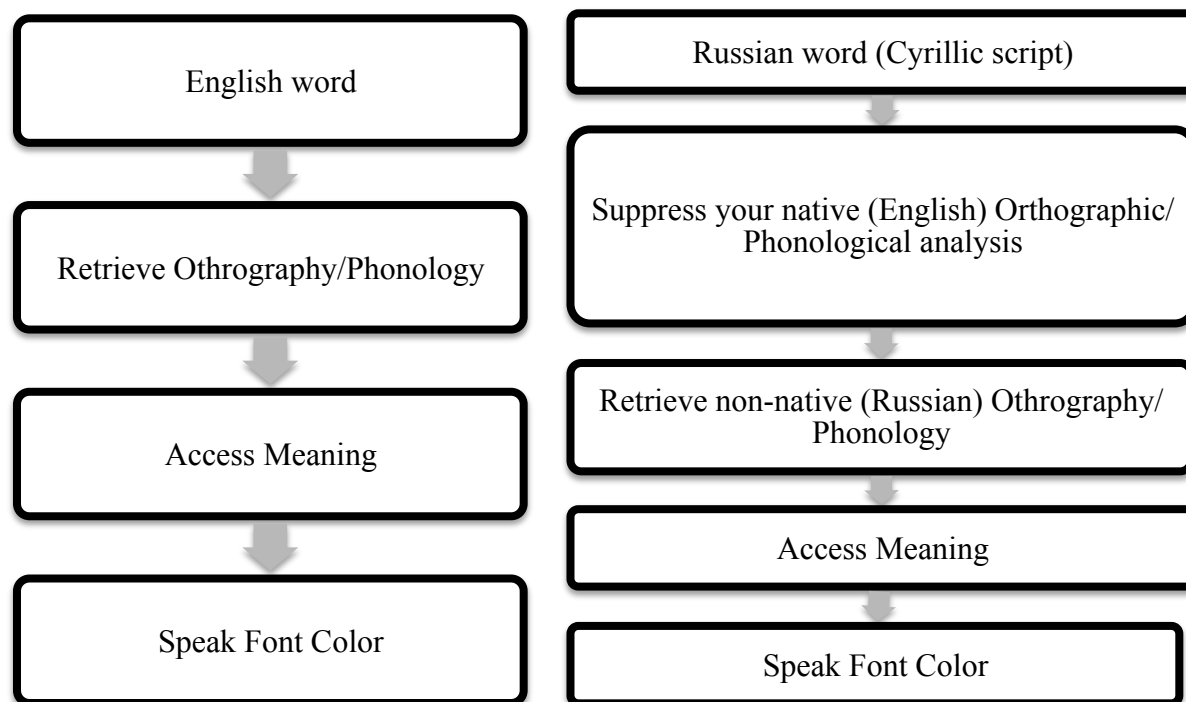 English word
Retrieve Othrography/Phonology
Access Meaning
Speak Font Color
Russian word (Cyrillic script)
Suppress your native (English) Orthographic/
Phonological analysis
Retrieve non-native (Russian) Othrography/
Phonology
Access Meaning
Speak Font Color